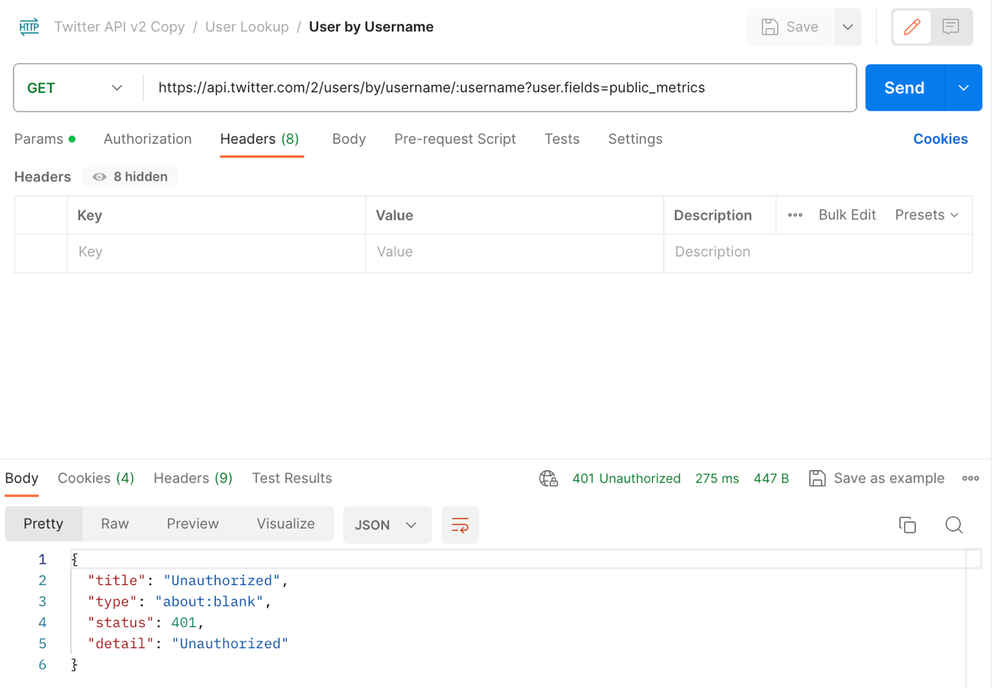 HTTP Twitter API v2 Copy / User Lookup / User by Username Save
GET https://api.twitter.com/2/users/by/username/:username?user.fields=public_metrics Send
Params Authorization Headers (8) Body Pre-request Script Tests Settings Cookies
Headers 8 hidden
Key Value Description Bulk Edit Presets
Key Value Description
Body Cookies (4) Headers (9) Test Results 401 Unauthorized 275 ms 447 B Save as example
Pretty Raw Preview Visualize JSON
1 {
2 "title": "Unauthorized",
3 "type": "about:blank",
4 "status": 401,
5 "detail": "Unauthorized"
6 }